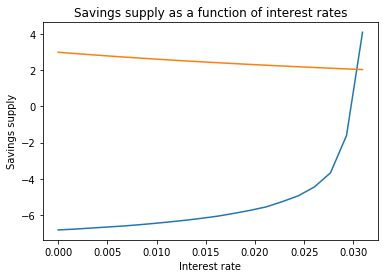 Savings supply as a function of interest rates
Savings supply
4
2
0
−2
−4
−6
0.000 0.005 0.010 0.015 0.020 0.025 0.030
Interest rate